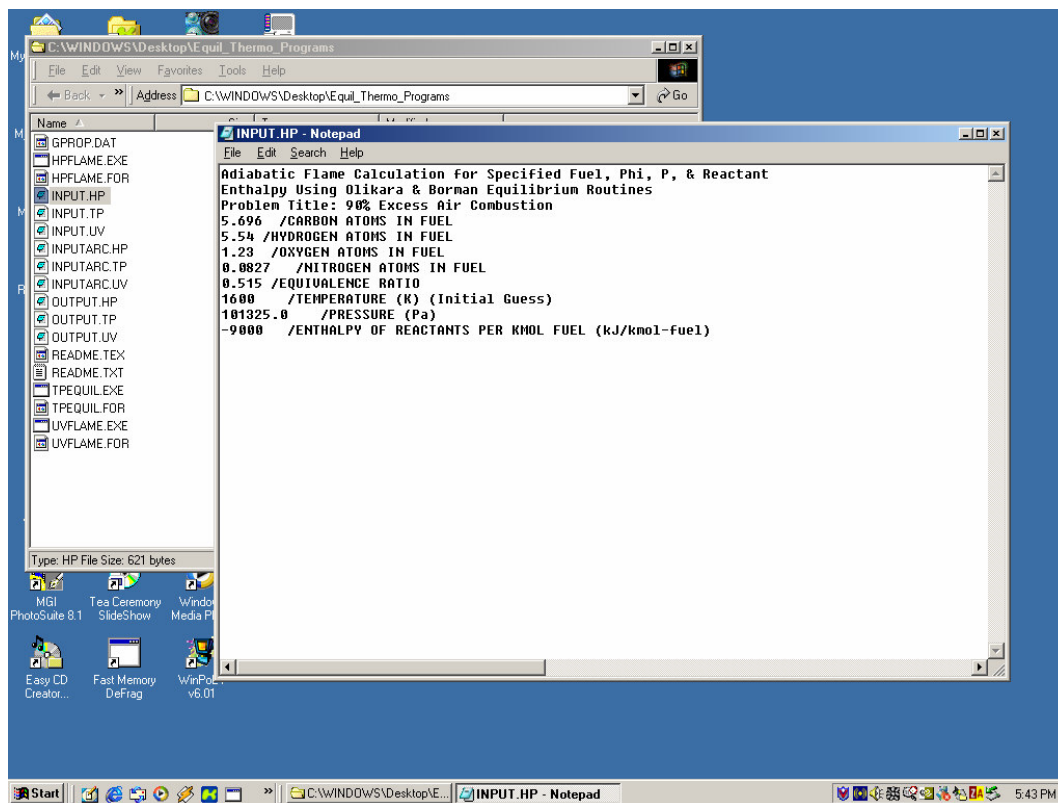 My
C:\WINDOWS\Desktop\Equil_Thermo_Programs
File Edit View Favorites Tools Help
Back » Address C:\WINDOWS\Desktop\Equil_Thermo_Programs Go
Name
GPROP.DAT
HPFLAME.EXE
HPFLAME.FOR
INPUT.HP
INPUT.TP
INPUT.UV
INPUTARC.HP
INPUTARC.TP
INPUTARC.UV
OUTPUT.HP
OUTPUT.TP
OUTPUT.UV
README.TEX
README.TXT
TPEQUIL.EXE
TPEQUIL.FOR
UVFLAME.EXE
UVFLAME.FOR
Type: HP File Size: 621 bytes
INPUT.HP - Notepad
File Edit Search Help
Adiabatic Flame Calculation for Specified Fuel, Phi, P, & Reactant
Enthalpy Using Olikara & Borman Equilibrium Routines
Problem Title: 90% Excess Air Combustion
5.696 /CARBON ATOMS IN FUEL
5.54 /HYDROGEN ATOMS IN FUEL
1.23 /OXYGEN ATOMS IN FUEL
0.0827 /NITROGEN ATOMS IN FUEL
0.515 /EQUIVALENCE RATIO
1600 /TEMPERATURE (K) (Initial Guess)
101325.0 /PRESSURE (Pa)
-9000 /ENTHALPY OF REACTANTS PER KMOL FUEL (kJ/kmol-fuel)
MGI Tea Ceremony Windo
PhotoSuite 8.1 SlideShow Media Pl
Easy CD Fast Memory WinPoE
Creator... DeFrag v6.01
Start » C:\WINDOWS\Desktop\E... INPUT.HP - Notepad 5:43 PM